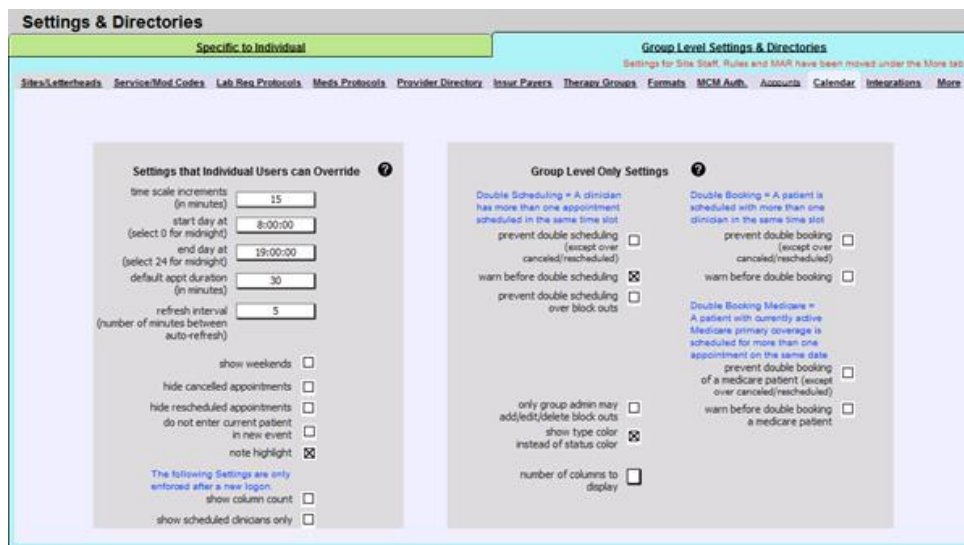 Settings & Directories
Specific to Individual
Group Level Settings & Directories
Settings for Site Staff, Rules and MAR have been moved under the More tab
Sites/Letterheads Service/Mod Codes Lab Req Protocols Meds Protocols Provider Directory Insur Payers Therapy Groups Formats MCM Auth. Accounts Calendar Integrations More
Settings that Individual Users can Override ?
time scale increments
(in minutes)
15
start day at
(select 0 for midnight)
8:00:00
end day at
(select 24 for midnight)
19:00:00
default appt duration
(in minutes)
30
refresh interval
(number of minutes between
auto-refresh)
5
show weekends
hide cancelled appointments
hide rescheduled appointments
do not enter current patient
in new event
note highlight
The following Settings are only
enforced after a new logon.
show column count
show scheduled clinicians only
Group Level Only Settings ?
Double Scheduling = A clinician
has more than one appointment
scheduled in the same time slot
prevent double scheduling
(except over
canceled/rescheduled)
warn before double scheduling
prevent double scheduling
over block outs
only group admin may
add/edit/delete block outs
show type color
instead of status color
number of columns to
display
Double Booking = A patient is
scheduled with more than one
clinician in the same time slot
prevent double booking
(except over
canceled/rescheduled)
warn before double booking
Double Booking Medicare =
A patient with currently active
Medicare primary coverage is
scheduled for more than one
appointment on the same date
prevent double booking
of a medicare patient (except
over canceled/rescheduled)
warn before double booking
a medicare patient